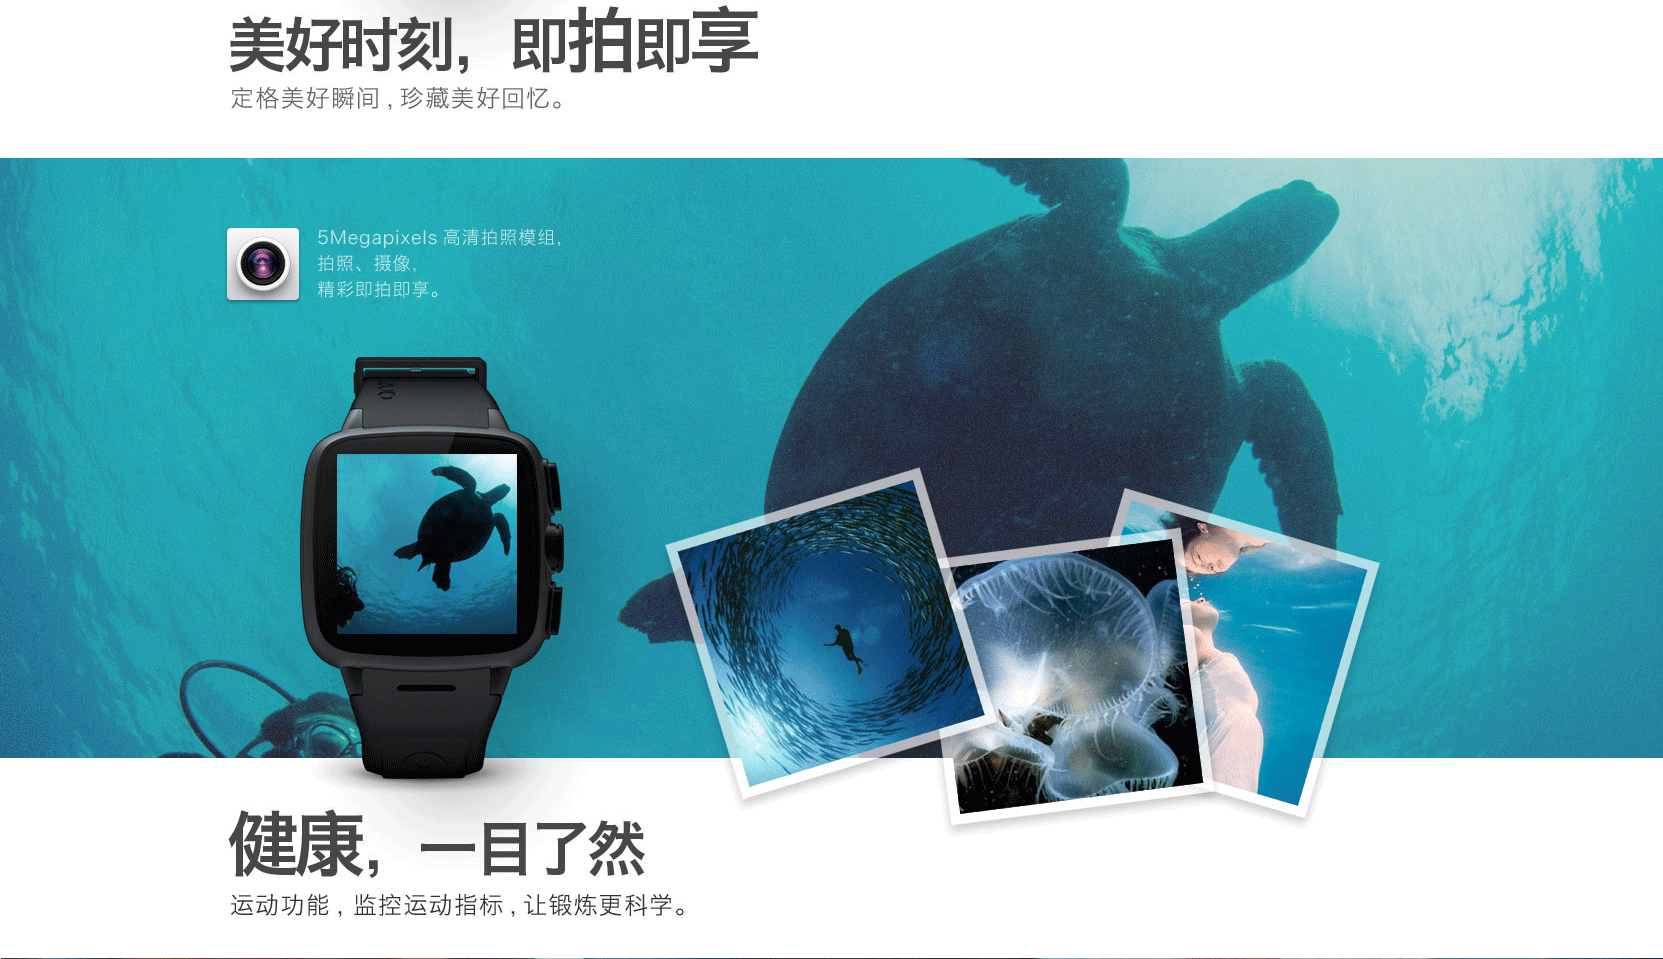 美好时刻，即拍即享
定格美好瞬间，珍藏美好回忆。
5Megapixels 高清拍照模组，
拍照、摄像，
精彩即拍即享。
健康，一目了然
运动功能，监控运动指标，让锻炼更科学。